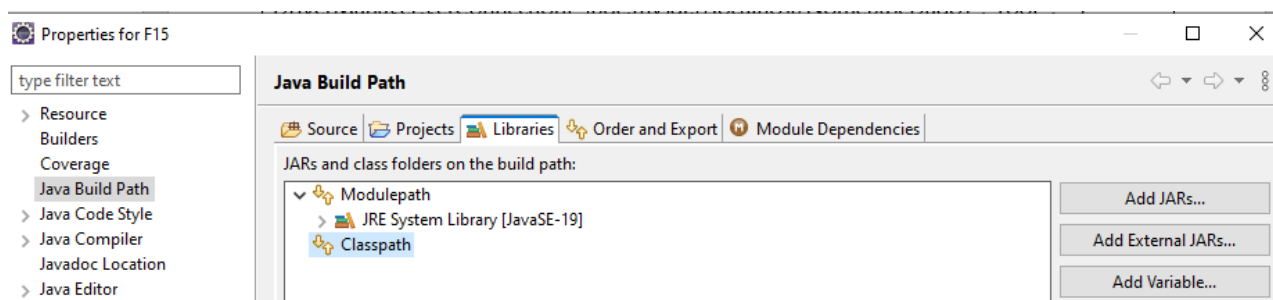 Properties for F15
type filter text
Resource
Builders
Coverage
Java Build Path
Java Code Style
Java Compiler
Javadoc Location
Java Editor
Java Build Path
Source Projects Libraries Order and Export Module Dependencies
JARs and class folders on the build path:
Modulepath
JRE System Library [JavaSE-19]
Classpath
Add JARs...
Add External JARs...
Add Variable...